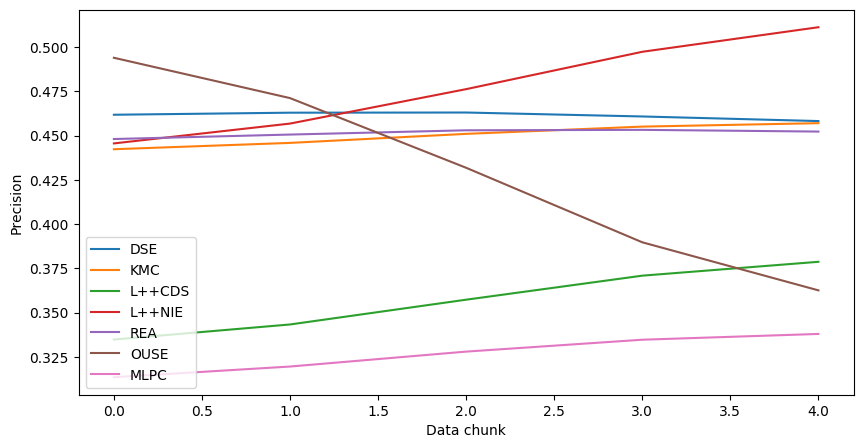 0.500
0.475
0.450
0.425
0.400
0.375
0.350
0.325
Precision
DSE
KMC
L++CDS
L++NIE
REA
OUSE
MLPC
0.0 0.5 1.0 1.5 2.0 2.5 3.0 3.5 4.0
Data chunk